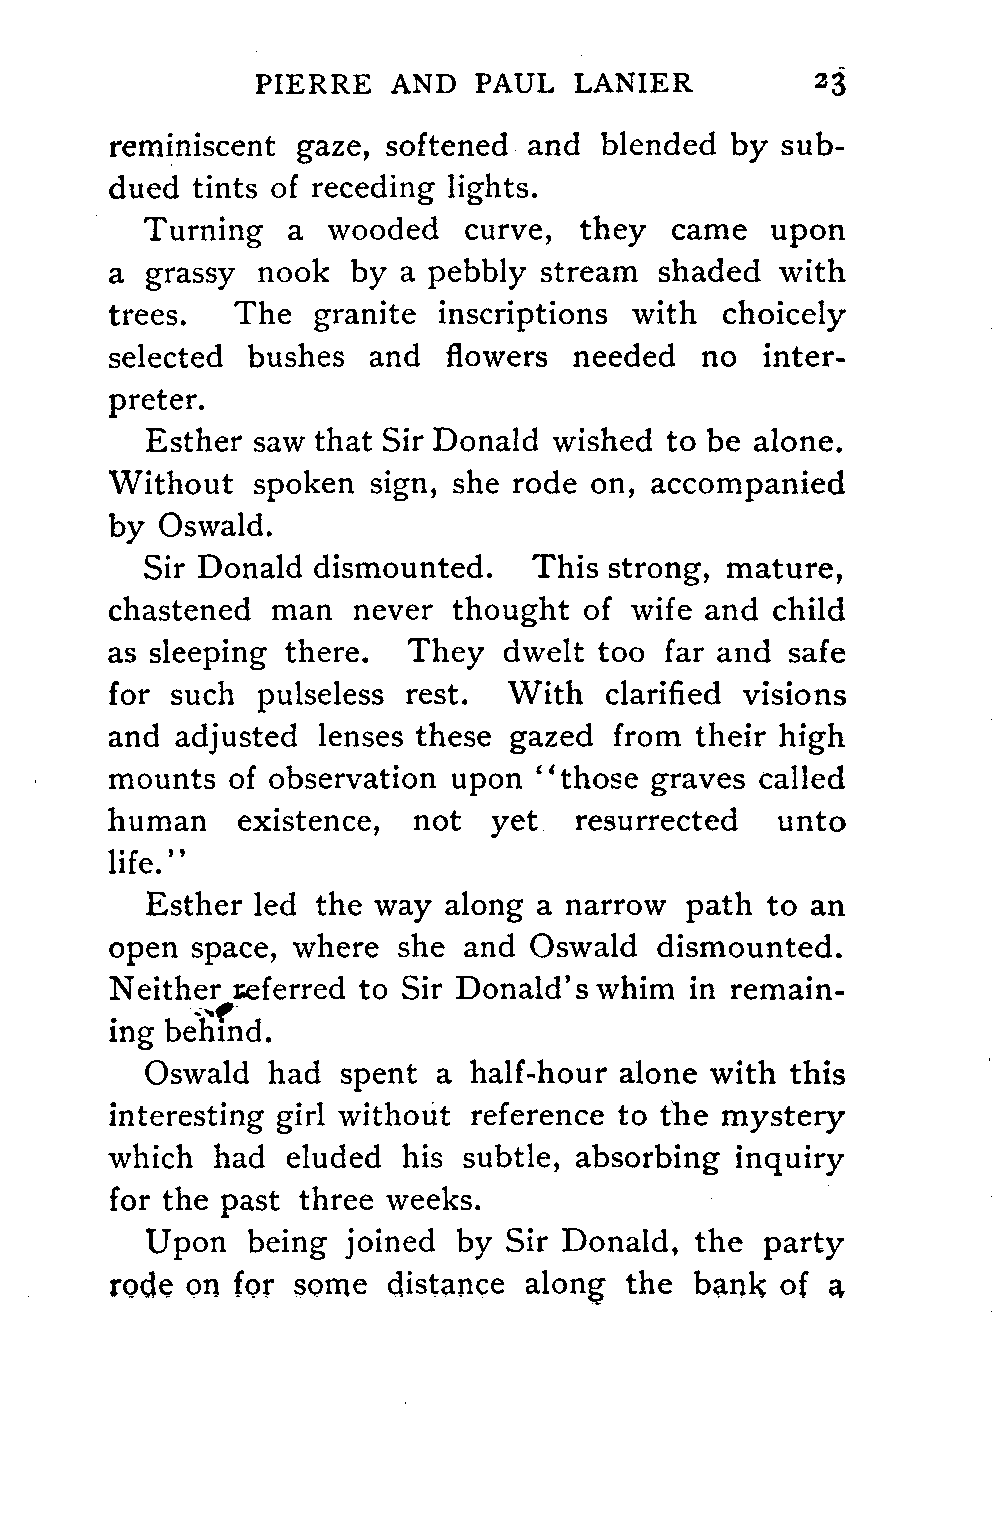 PIERRE AND PAUL LANIER 23
reminiscent gaze, softened and blended by sub-
dued tints of receding lights.
Turning a wooded curve, they came upon
a grassy nook by a pebbly stream shaded with
trees. The granite inscriptions with choicely
selected bushes and flowers needed no inter-
preter.
Esther saw that Sir Donald wished to be alone.
Without spoken sign, she rode on, accompanied
by Oswald.
Sir Donald dismounted. This strong, mature,
chastened man never thought of wife and child
as sleeping there. They dwelt too far and safe
for such pulseless rest. With clarified visions
and adjusted lenses these gazed from their high
mounts of observation upon "those graves called
human existence, not yet resurrected unto
life."
Esther led the way along a narrow path to an
open space, where she and Oswald dismounted.
Neither referred to Sir Donald's whim in remain-
ing behind.
Oswald had spent a half-hour alone with this
interesting girl without reference to the mystery
which had eluded his subtle, absorbing inquiry
for the past three weeks.
Upon being joined by Sir Donald, the party
rode on for some distance along the bank of a